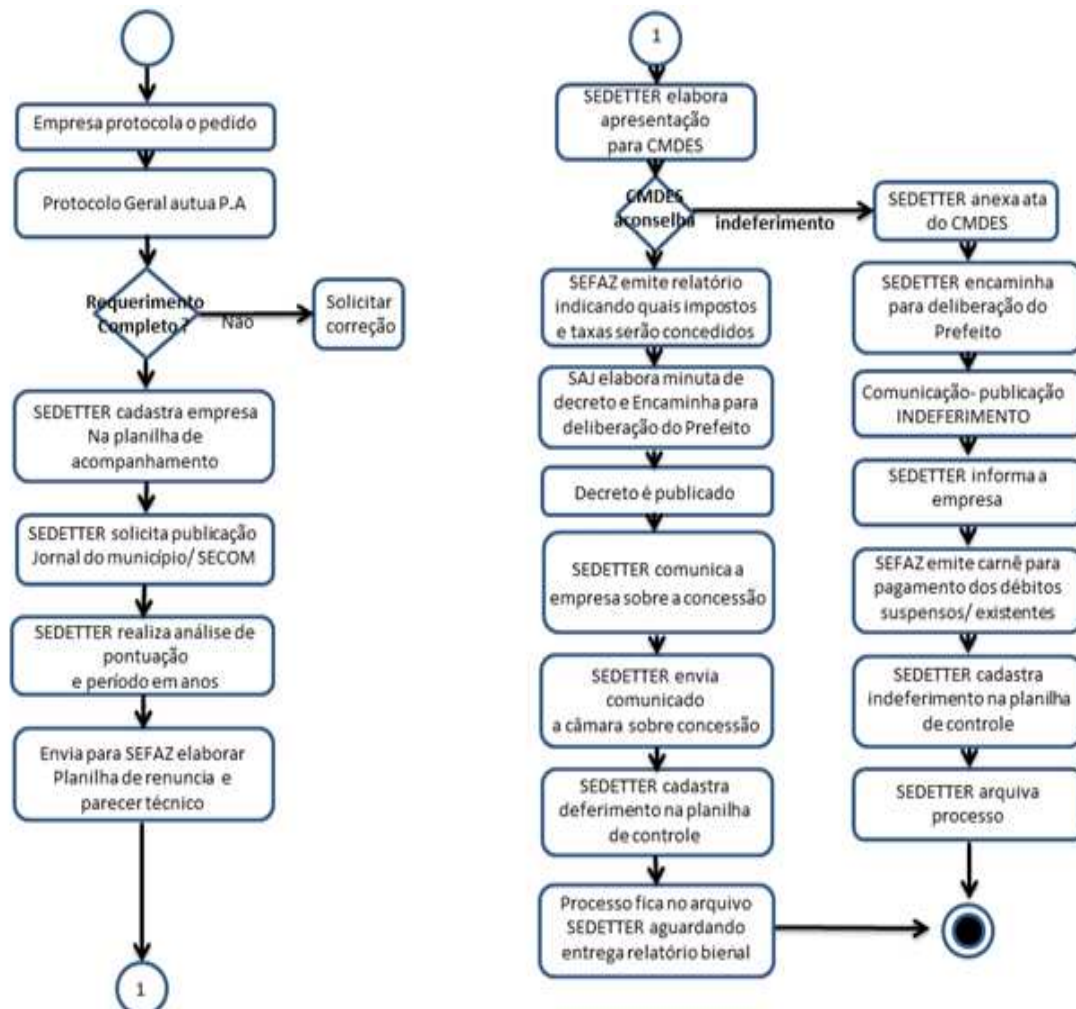 Empresa protocola o pedido
Protocolo Geral autua P.A
Requerimento
Completo ?
Não
Solicitar
correção
SEDETTER cadastra empresa
Na planilha de
acompanhamento
SEDETTER solicita publicação
Jornal do município/ SECOM
SEDETTER realiza análise de
pontuação
e período em anos
Envia para SEFAZ elaborar
Planilha de renuncia e
parecer técnico
1
1
SEDETTER elabora
apresentação
para CMDES
CMDES
aconselha
indeferimento
SEFAZ emite relatório
indicando quais impostos
e taxas serão concedidos
SAJ elabora minuta de
decreto e Encaminha para
deliberação do Prefeito
Decreto é publicado
SEDETTER comunica a
empresa sobre a concessão
SEDETTER envia
comunicado
a câmara sobre concessão
SEDETTER cadastra
deferimento na planilha
de controle
Processo fica no arquivo
SEDETTER aguardando
entrega relatório bienal
SEDETTER anexa ata
do CMDES
SEDETTER encaminha
para deliberação do
Prefeito
Comunicação- publicação
INDEFERIMENTO
SEDETTER informa a
empresa
SEFAZ emite carnê para
pagamento dos débitos
suspensos/ existentes
SEDETTER cadastra
indeferimento na planilha
de controle
SEDETTER arquiva
processo